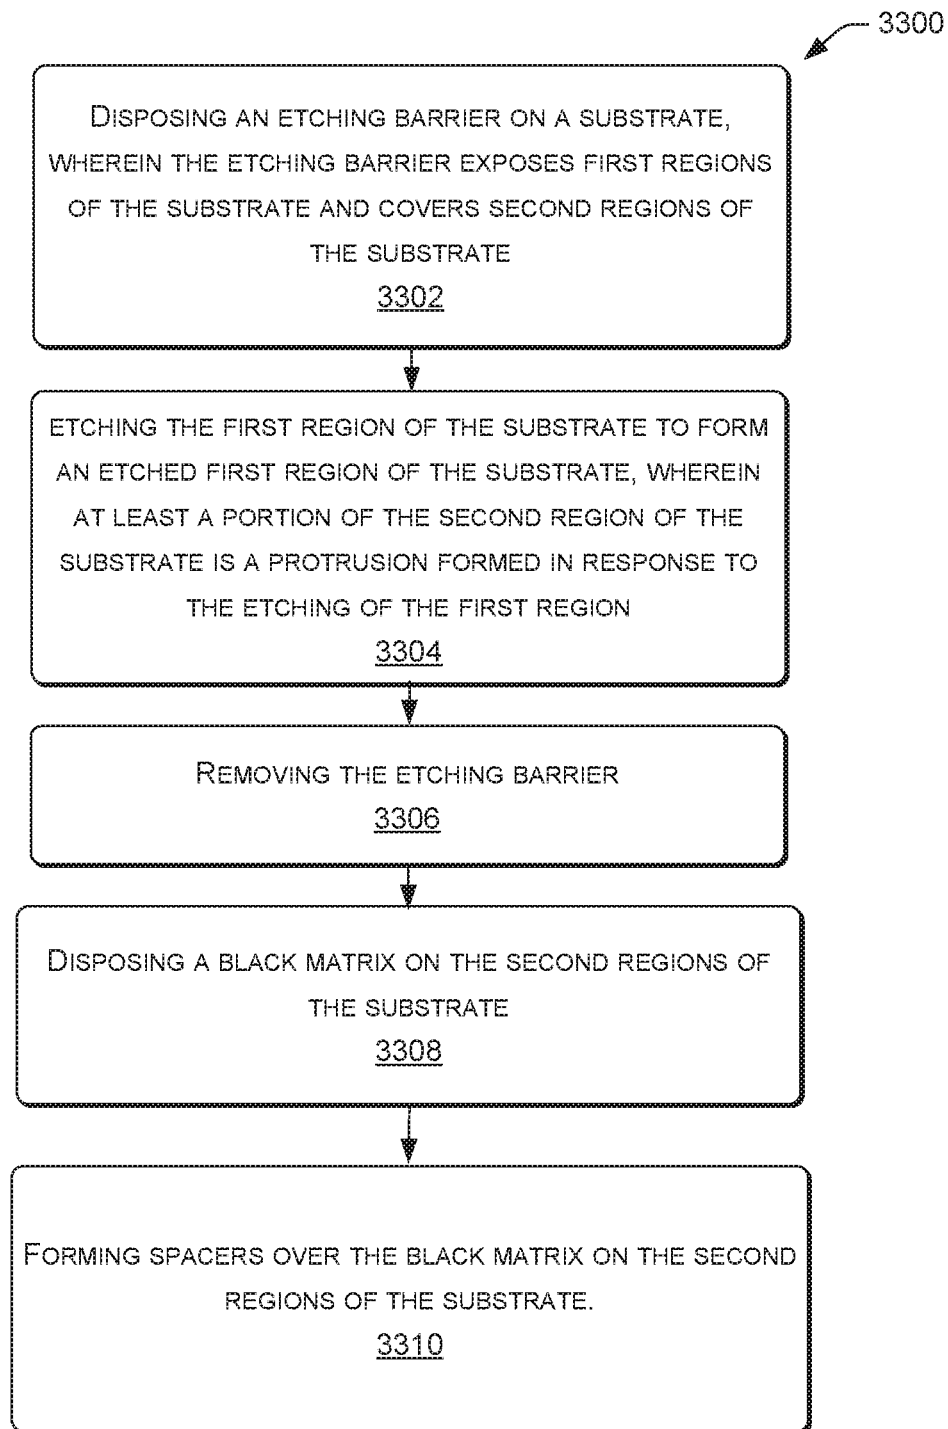 3300
DISPOSING AN ETCHING BARRIER ON A SUBSTRATE,
WHEREIN THE ETCHING BARRIER EXPOSES FIRST REGIONS
OF THE SUBSTRATE AND COVERS SECOND REGIONS OF
THE SUBSTRATE
3302
ETCHING THE FIRST REGION OF THE SUBSTRATE TO FORM
AN ETCHED FIRST REGION OF THE SUBSTRATE, WHEREIN
AT LEAST A PORTION OF THE SECOND REGION OF THE
SUBSTRATE IS A PROTRUSION FORMED IN RESPONSE TO
THE ETCHING OF THE FIRST REGION
3304
REMOVING THE ETCHING BARRIER
3306
DISPOSING A BLACK MATRIX ON THE SECOND REGIONS OF
THE SUBSTRATE
3308
FORMING SPACERS OVER THE BLACK MATRIX ON THE SECOND
REGIONS OF THE SUBSTRATE.
3310